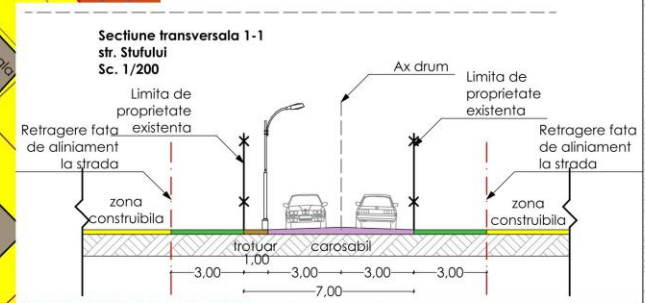 Sectiune transversala 1-1
str. Stufului
Sc. 1/200
Ax drum
Limita de
proprietate
existenta
Limita de
proprietate
existenta
Retragere fata
de aliniament
la strada
Retragere fata
de aliniament
la strada
zona
construibila
zona
construibila
trotuar
1,00
carosabil
3,00
3,00
3,00
3,00
7,00